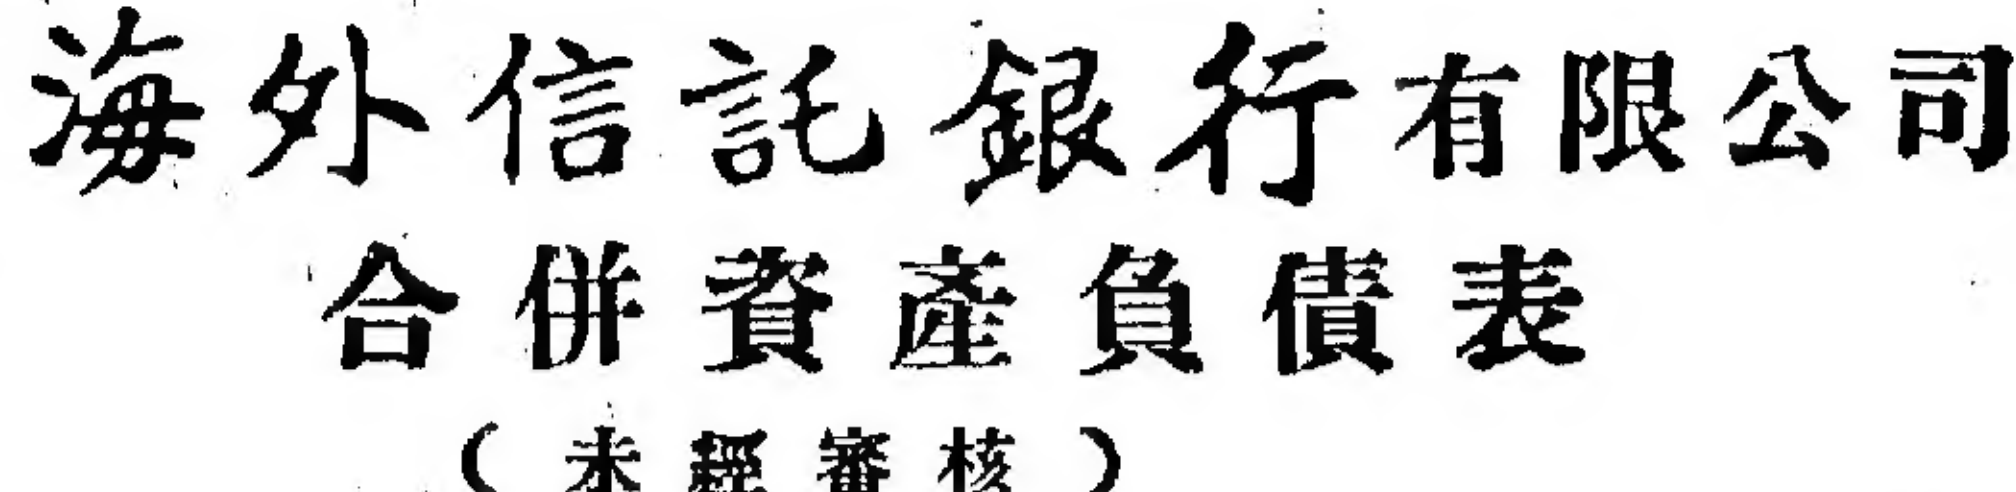 海外信託銀行有限公司
合併資產負債表
（未經審核）